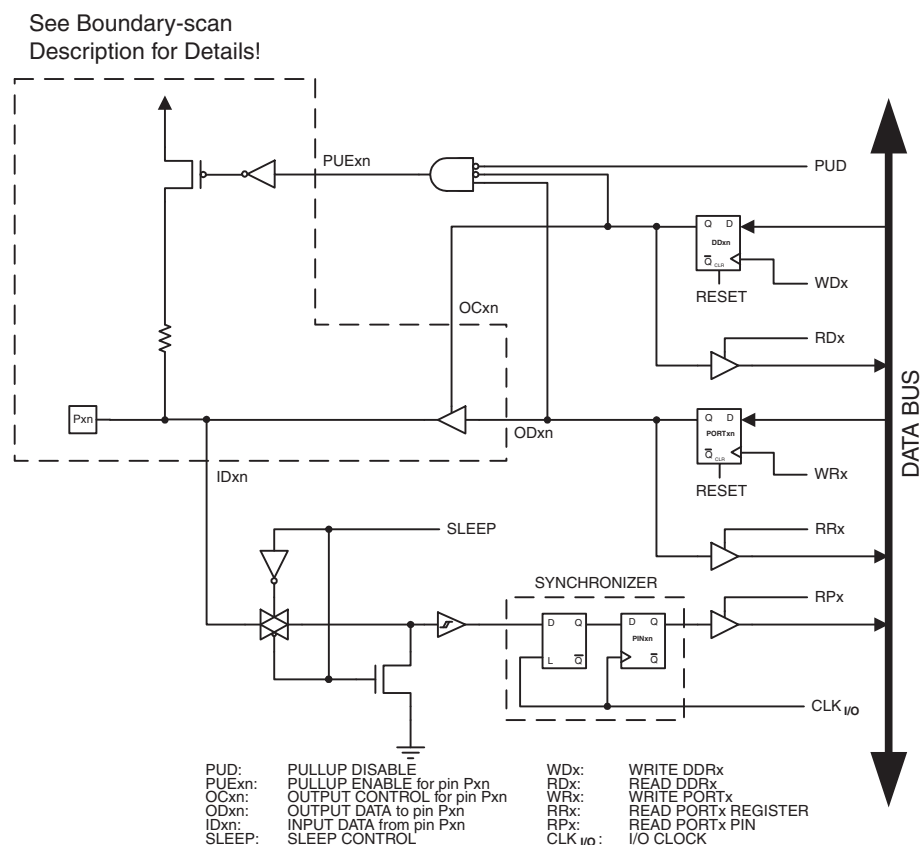 See Boundary-scan
Description for Details!
PUExn
PUD
Q D
DDxn
Q CLR
WDx
RESET
OCxn
RDx
DATA BUS
Pxn
ODxn
Q D
PORTxn
Q CLR
IDxn
WRx
RESET
SLEEP
RRx
SYNCHRONIZER
RPx
D Q
L Q
D Q
PINxn
Q
CLK I/O
PUD: PULLUP DISABLE
PUExn: PULLUP ENABLE for pin Pxn
OCxn: OUTPUT CONTROL for pin Pxn
ODxn: OUTPUT DATA to pin Pxn
IDxn: INPUT DATA from pin Pxn
SLEEP: SLEEP CONTROL
WDx: WRITE DDRx
RDx: READ DDRx
WRx: WRITE PORTx
RRx: READ PORTx REGISTER
RPx: READ PORTx PIN
CLK I/O: I/O CLOCK